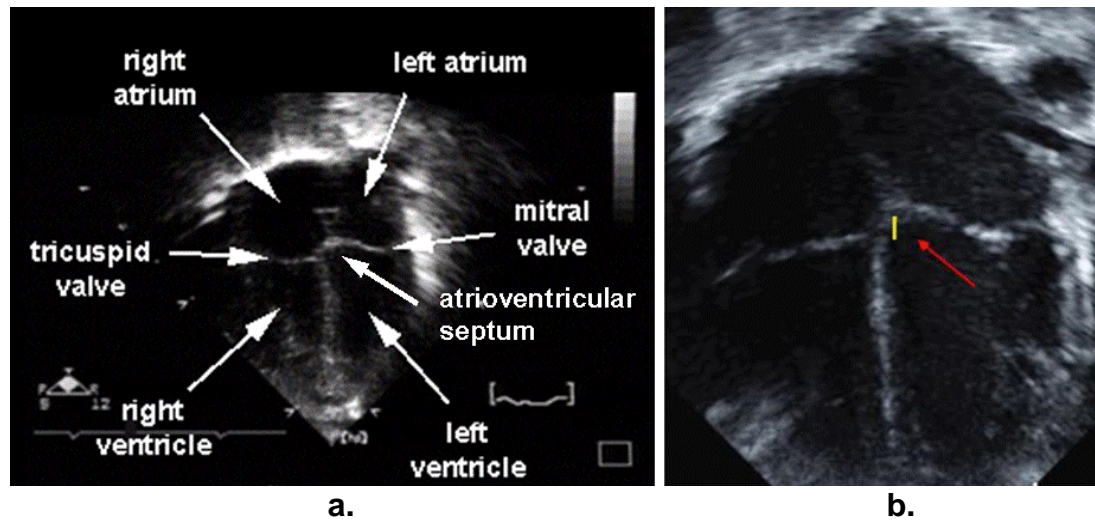 right
atrium
left atrium
tricuspid
valve
mitral
valve
atrioventricular
septum
right
ventricle
left
ventricle
a.
b.